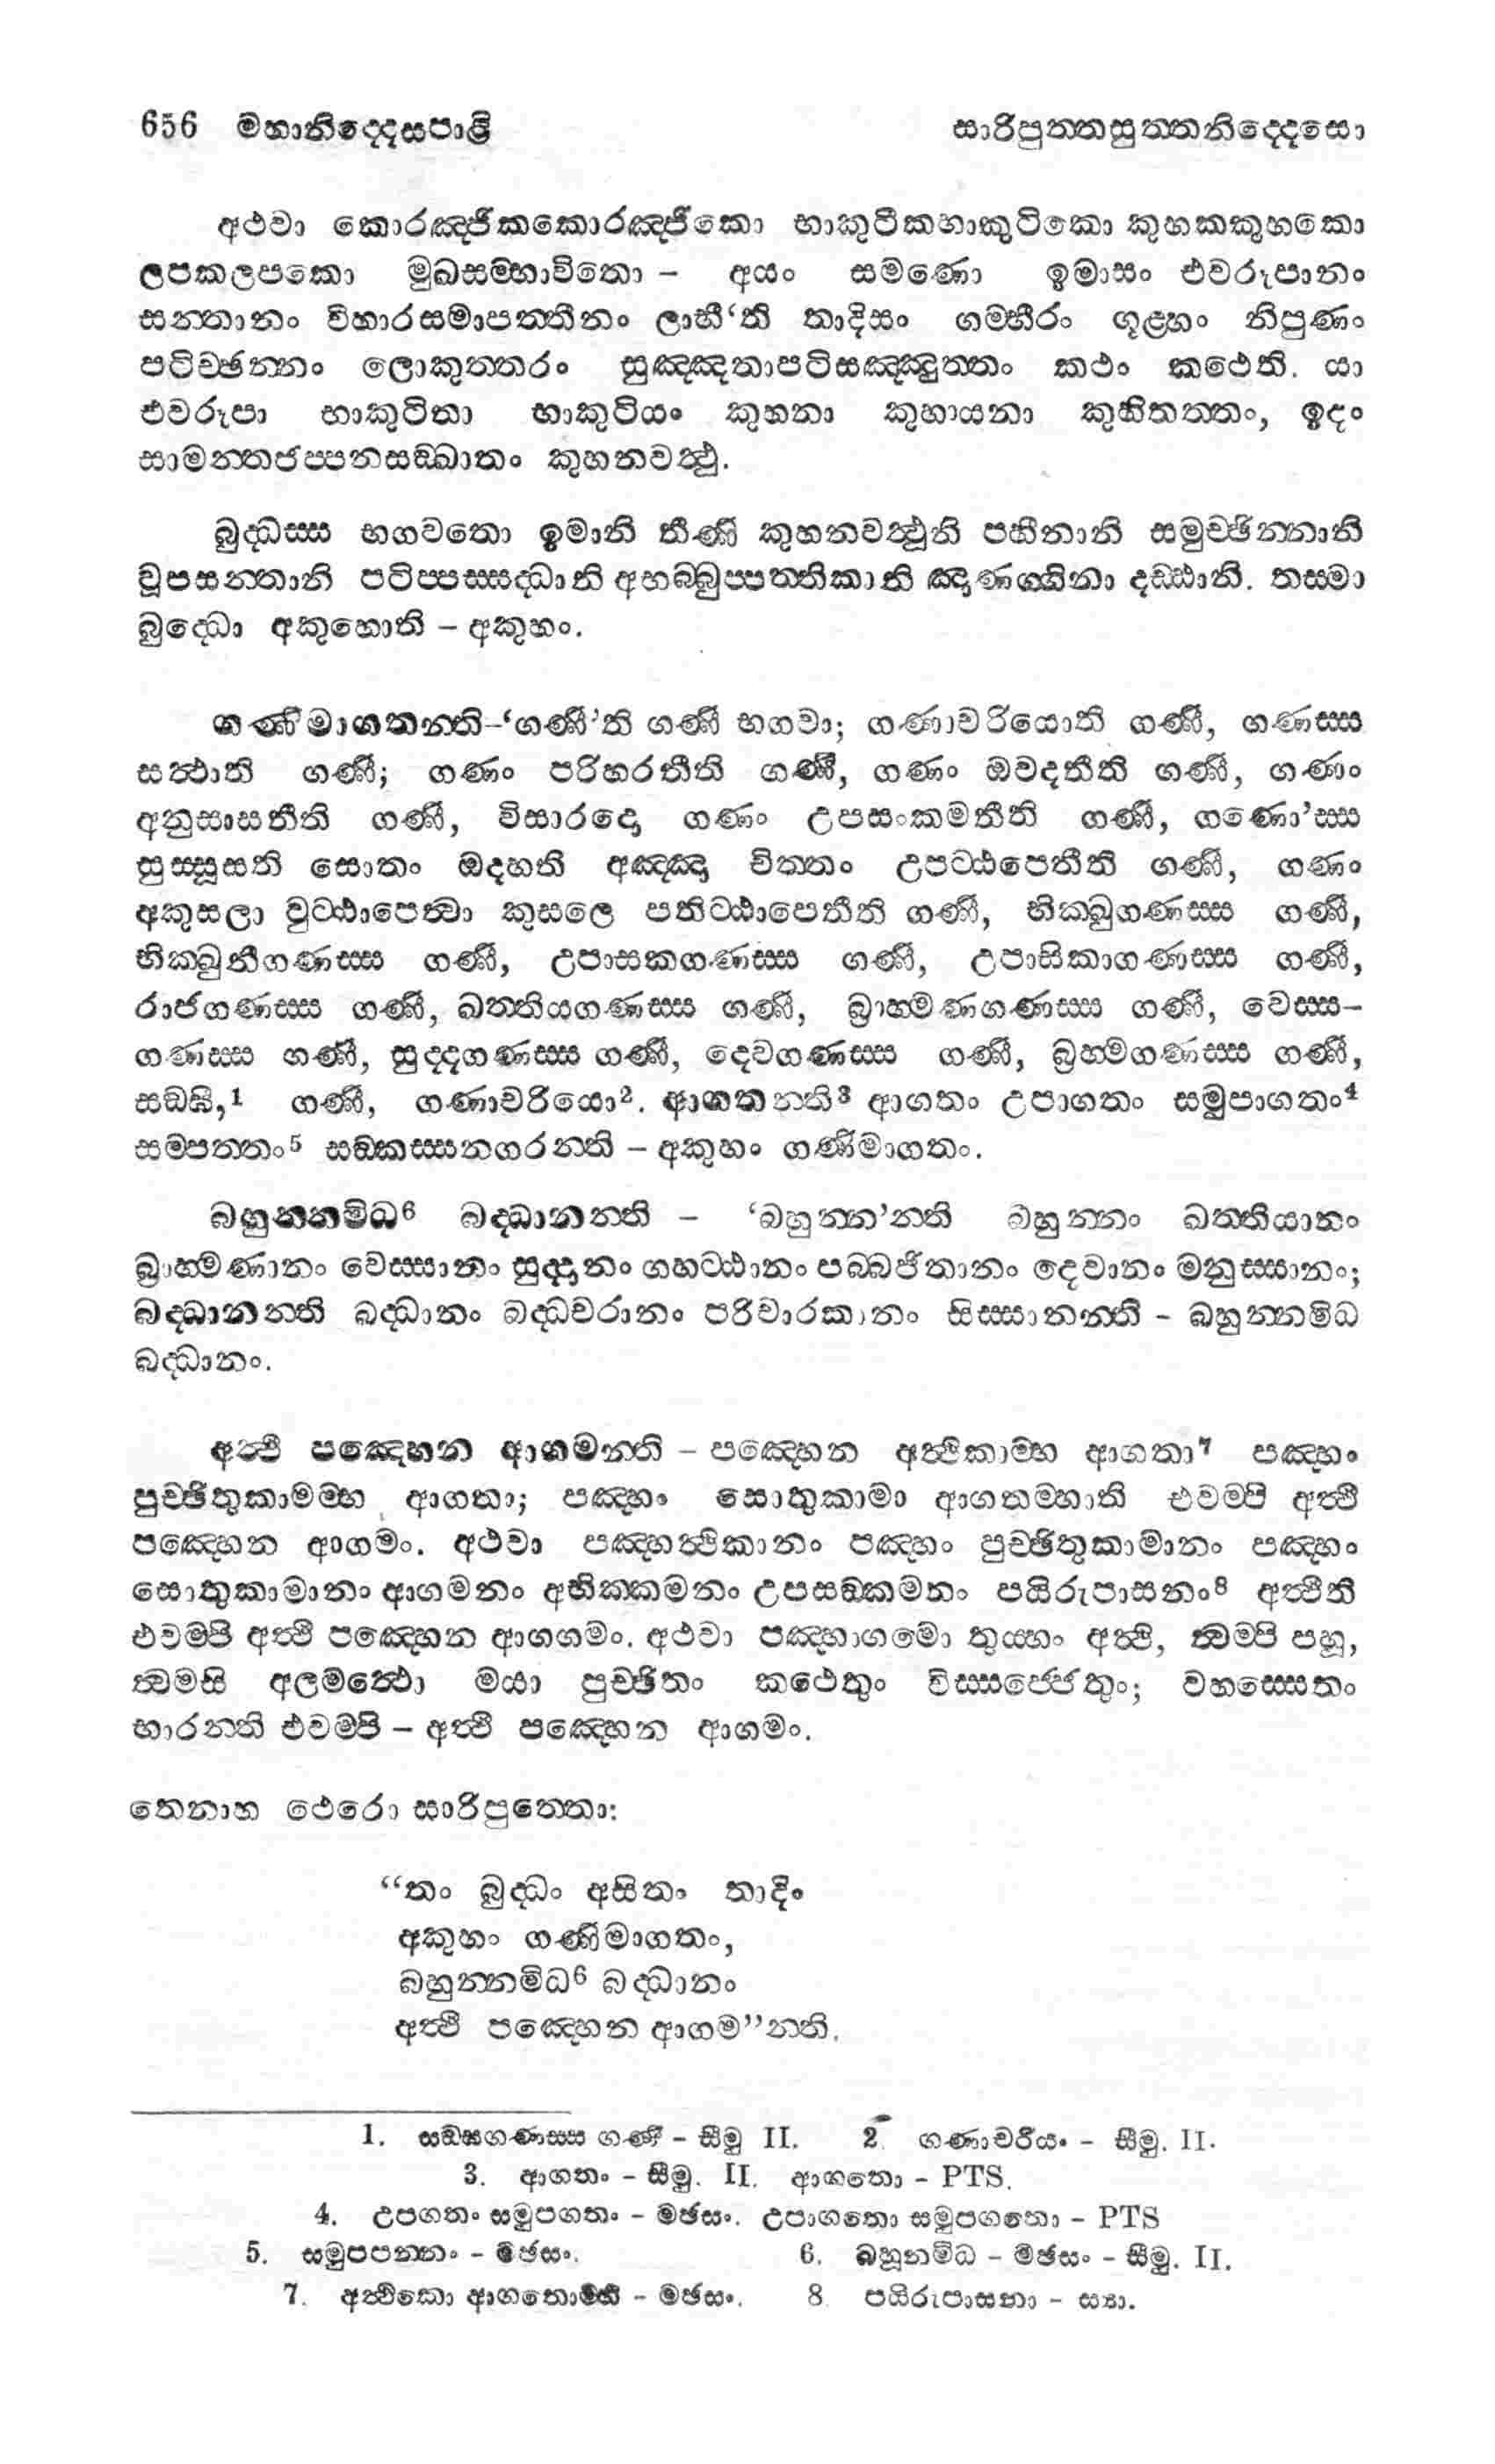 656 මහානිද්දෙසපාළි සාරිපුත්තසුත්තනිද්දෙසො
අථවා කොරඤ්ජිකකොරඤ්ජිකො භාකුටිකභාකුටිකො කුහකකුහකො
ලපකලපකො මුඛසම්භාවිතො – අයං සමණො ඉමාසං එවරූපානං
සන්තානං විහාරසමාපත්තීනං ලාභී‘ති තාදිසං ගම්භීරං ගූළ්හං නිපුණං
පටිච්ඡන්නං ලොකුත්තරං සුඤ්ඤතාපටිසඤ්ඤුත්තං කථං කථෙති. යා
එවරූපා භාකුටිතා භාකුටියං කුහනා කුහායනා කුහිතත්තං, ඉදං
සාමන්තජප්පනසඞ්ඛාතං කුහනවත්ථු.
බුද්ධස්ස භගවතො ඉමානි තීණි කුහනවත්ථූනි පහීනානි සමුච්ඡින්නානි
වූපසන්තානි පටිප්පස්සද්ධානි අභබ්බුප්පත්තිකානි ඤාණග්ගිනා දඩ්ඪානි. තස්මා
බුද්ධො අකුහොති – අකුහං.
ගණිමාගතන්ති–‘ගණී’ති ගණී භගවා; ගණාචරියොති ගණී, ගණස්ස
සත්ථාති ගණී; ගණං පරිහරතීති ගණී, ගණං ඔවදතීති ගණී, ගණං
අනුසාසතීති ගණී, විසාරදො ගණං උපසංකමතීති ගණී, ගණො’ස්ස
සුස්සූසති සොතං ඔදහති අඤ්ඤා චිත්තං උපට්ඨපෙතීති ගණී, ගණං
අකුසලා වුට්ඨාපෙත්වා කුසලෙ පතිට්ඨාපෙතීති ගණී, භික්ඛුගණස්ස ගණී,
භික්ඛුනීගණස්ස ගණී, උපාසකගණස්ස ගණී, උපාසිකාගණස්ස ගණී,
රාජගණස්ස ගණී, ඛත්තියගණස්ස ගණී, බ්‍රාහ්මණගණස්ස ගණී, වෙස්ස–
ගණස්ස ගණී, සුද්දගණස්ස ගණී, දෙවගණස්ස ගණී, බ්‍රහ්මගණස්ස ගණී,
සඞ්ඝී,1 ගණී, ගණාචරියො2. ආගතන්ති3 ආගතං උපාගතං සමුපාගතං4
සම්පත්තං5 සඞ්කස්සනගරන්ති – අකුහං ගණිමාගතං.
බහුන්නමිධ6 බද්ධානන්ති – ‘බහුන්න’න්ති බහුන්නං ඛත්තියානං
බ්‍රාහ්මණානං වෙස්සානං සුද්දානං ගහට්ඨානං පබ්බජිතානං දෙවානං මනුස්සානං;
බද්ධානන්ති බද්ධානං බද්ධචරානං පරිචාරකානං සිස්සානන්ති – බහුන්නමිධ
බද්ධානං.
අත්ථී පඤ්හෙන ආගමන්ති – පඤ්හෙන අත්ථිකාම්හ ආගතා7 පඤ්හං
පුච්ඡිතුකාමම්හ ආගතා; පඤ්හං සොතුකාමා ආගතම්හාති එවම්පි අත්ථී
පඤ්හෙන ආගමං. අථවා පඤ්හත්ථිකානං පඤ්හං පුච්ඡිතුකාමානං පඤ්හං
සොතුකාමානං ආගමනං අභික්කමනං උපසඞ්කමනං පයිරුපාසනං8 අත්ථීති
එවම්පි අත්ථී පඤ්හෙන ආගගමං. අථවා පඤ්හාගමො තුය්හං අත්ථි, ත්වම්පි පහූ,
ත්වමසි අලමත්ථො මයා පුච්ඡිතං කථෙතුං විස්සජ්ජෙතුං; වහස්සෙතං
භාරන්ති එවම්පි – අත්ථී පඤ්හෙන ආගමං.
තෙනාහ ථෙරො සාරිපුත්තො:
“තං බුද්ධං අසිතං තාදිං
අකුහං ගණිමාගතං,
බහුන්නමිධ6 බද්ධානං
අත්ථී පඤ්හෙන ආගම”න්ති.
1. සඞ්ඝගණස්ස ගණී – සීමු II. 2. ගණාචරියං – සීමු. II.
3. ආගතං – සීමු. II. ආගතො – PTS.
4. උපගතං සමුපගතං – මඡසං. උපාගතො සමුපගතො – PTS
5. සමුපපන්නං – මඡසං. 6. බහූනමිධ – මඡසං – සීමු. II.
7. අත්ථිකො ආගතොම්හි – මඡසං. 8 පයිරුපාසනා – ස්‍යා.